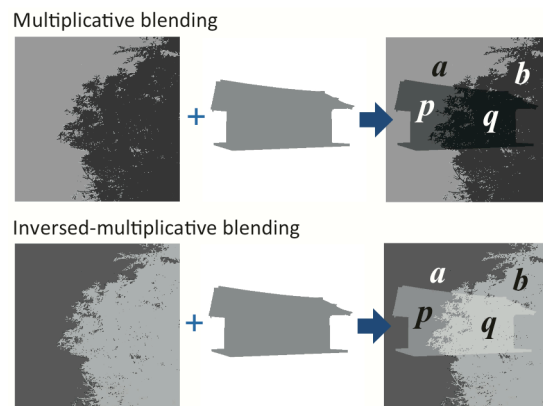 Multiplicative blending
+
a
b
p
q
Inversed-multiplicative blending
+
a
b
p
q